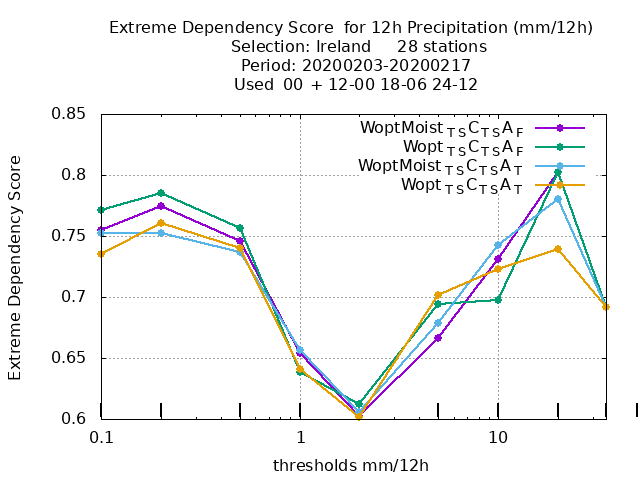 Extreme Dependency Score  for 12h Precipitation (mm/12h)
Selection: Ireland     28 stations
Period: 20200203-20200217
Used  00  + 12-00 18-06 24-12
0.85
0.8
0.75
0.7
0.65
0.6
Extreme Dependency Score
WoptMoist TS C TS A F
Wopt TS C TS A F
WoptMoist TS C TS A T
Wopt TS C TS A T
0.1
1
10
thresholds mm/12h